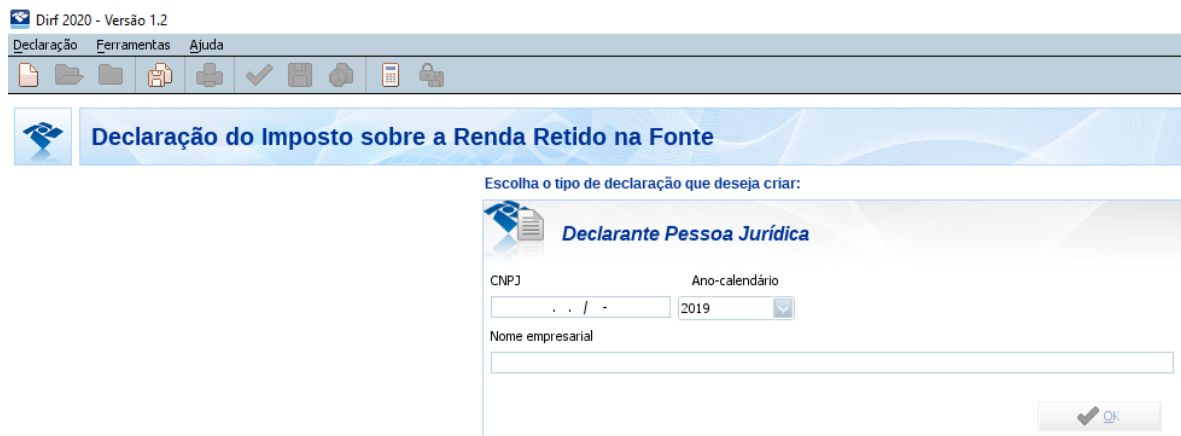 Dirf 2020 - Versão 1.2
Declaração Ferramentas Ajuda
Declaração do Imposto sobre a Renda Retido na Fonte
Escolha o tipo de declaração que deseja criar:
Declarante Pessoa Jurídica
CNPJ Ano-calendário
. . / - 2019
Nome empresarial
OK